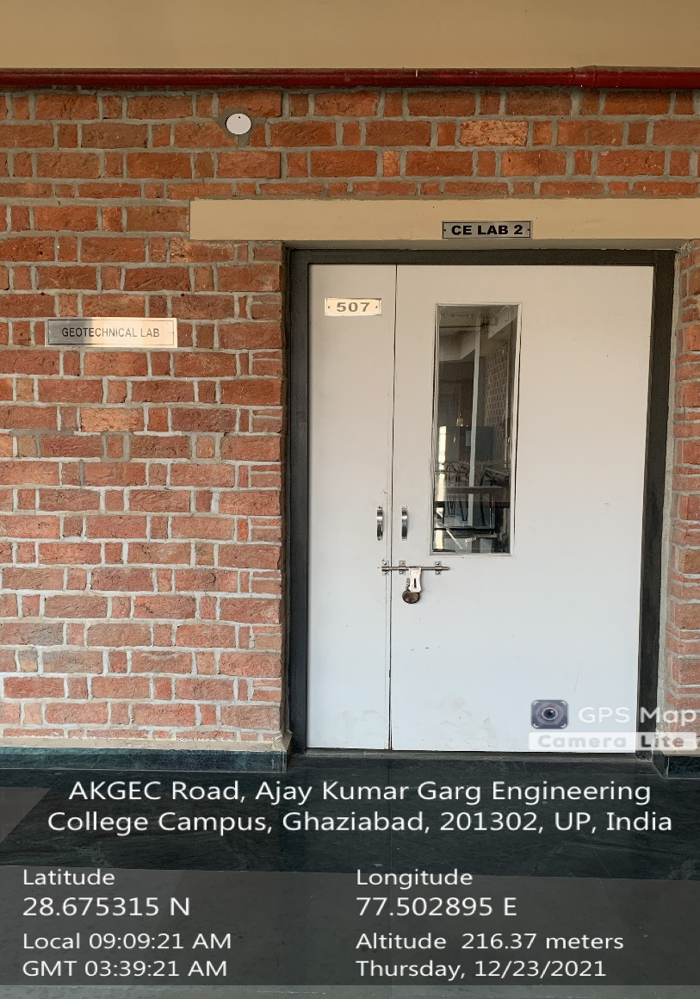 CE LAB 2
507
GEOTECHNICAL LAB
GPS Map
Camera Lite
AKGEC Road, Ajay Kumar Garg Engineering
College Campus, Ghaziabad, 201302, UP, India
Latitude
28.675315 N
Longitude
77.502895 E
Local 09:09:21 AM
GMT 03:39:21 AM
Altitude 216.37 meters
Thursday, 12/23/2021